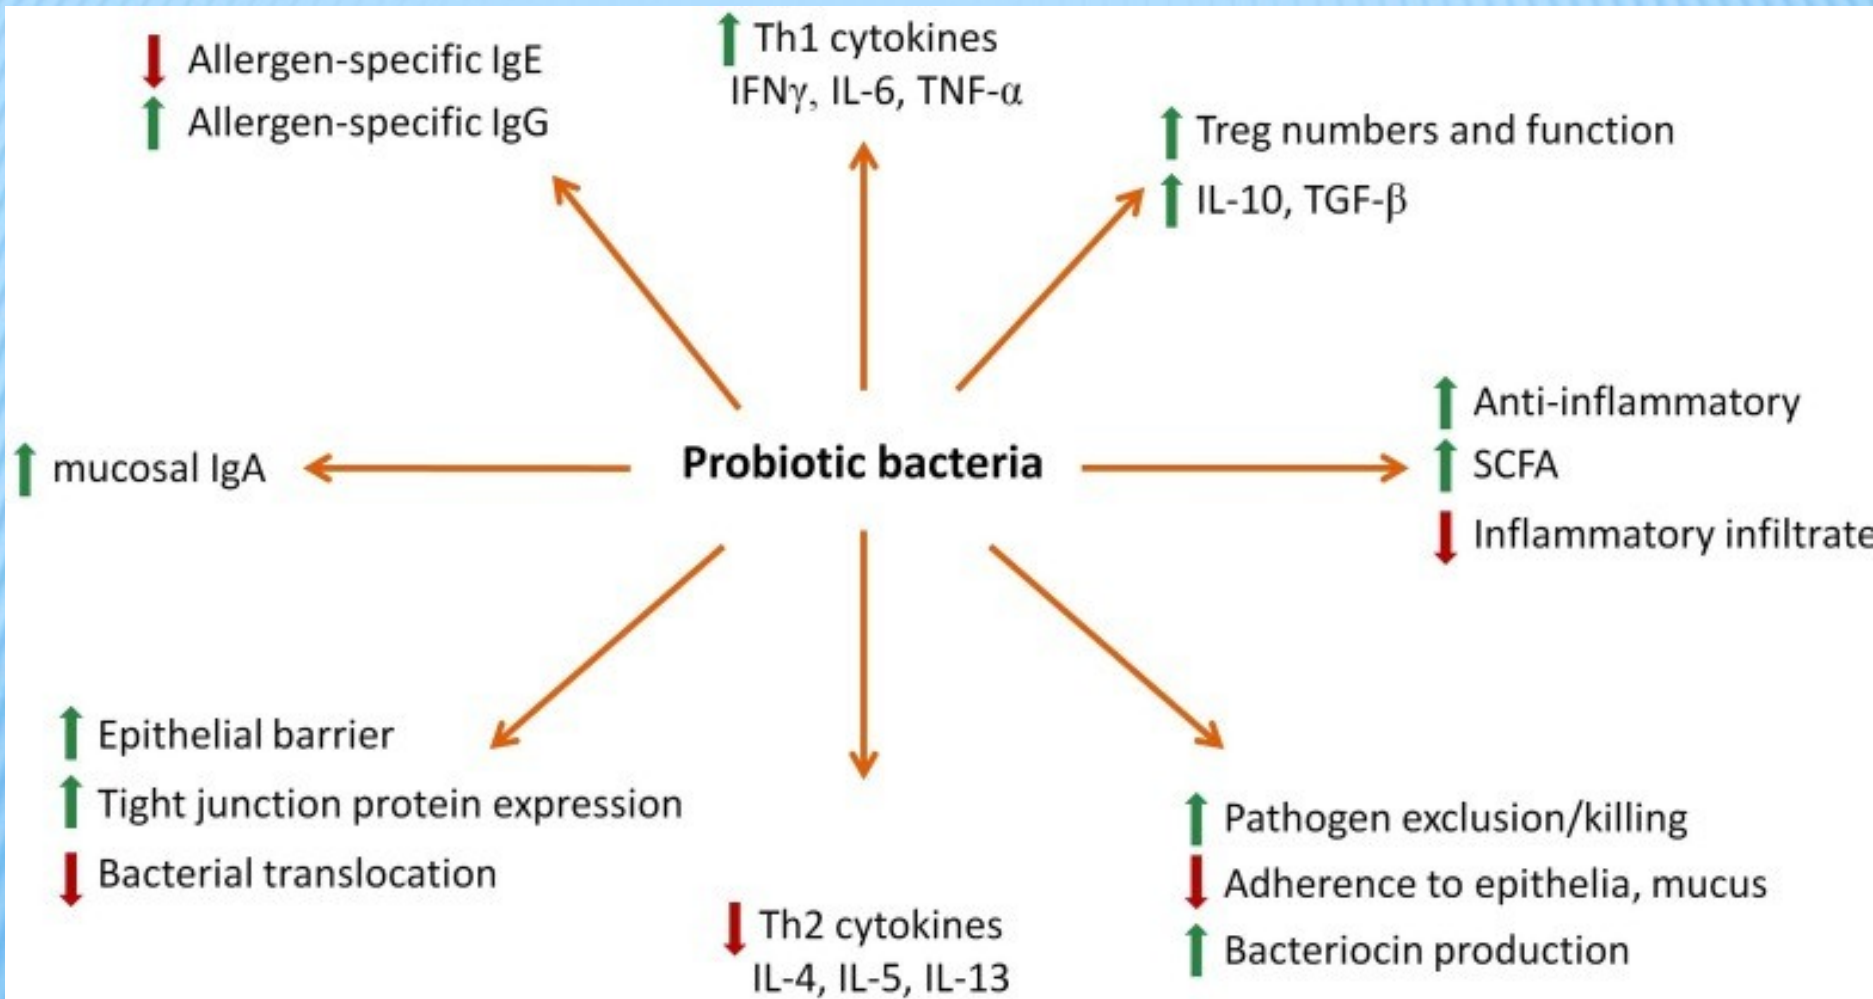 Allergen-specific IgE
Allergen-specific IgG
Th1 cytokines
IFNγ, IL-6, TNF-α
Treg numbers and function
IL-10, TGF-β
mucosal IgA
Probiotic bacteria
Anti-inflammatory
SCFA
Inflammatory infiltrate
Epithelial barrier
Tight junction protein expression
Bacterial translocation
Th2 cytokines
IL-4, IL-5, IL-13
Pathogen exclusion/killing
Adherence to epithelia, mucus
Bacteriocin production